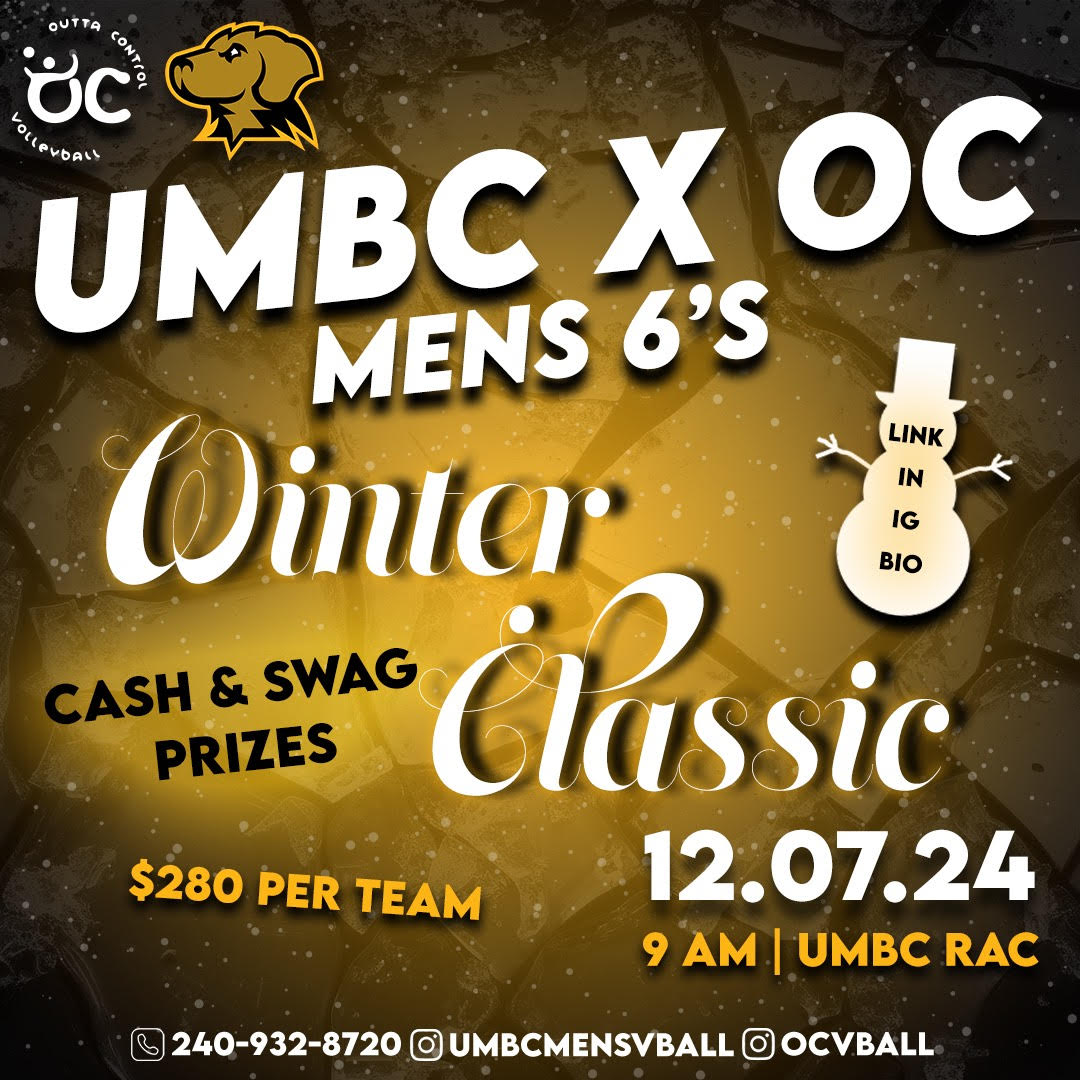 OUTTA CONTROL
OC
VOLLEYBALL
UMBC X OC
MENS 6'S
Winter
Classic
LINK
IN
IG
BIO
CASH & SWAG
PRIZES
$280 PER TEAM
12.07.24
9 AM | UMBC RAC
240-932-8720 UMBCMENSVBALL OCVBALL